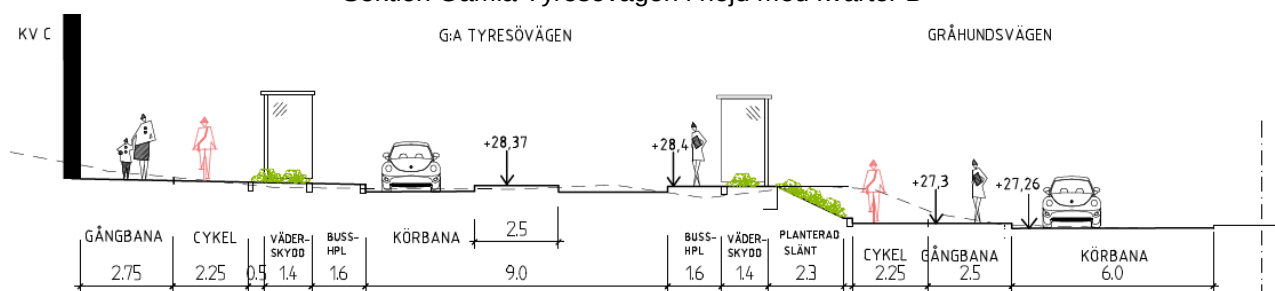 KV C G:A TYRESÖVÄGEN GRÅHUNDSVÄGEN
+28,37 +28,4
+27,3 +27,26
GÅNGBANA CYKEL VÄDER-SKYDD BUSS-HPL KÖRBANA 2.5 BUSS-HPL VÄDER-SKYDD PLANTERAD SLÄNT CYKEL GÅNGBANA KÖRBANA
2.75 2.25 0.5 1.4 1.6 9.0 1.6 1.4 2.3 2.25 2.5 6.0